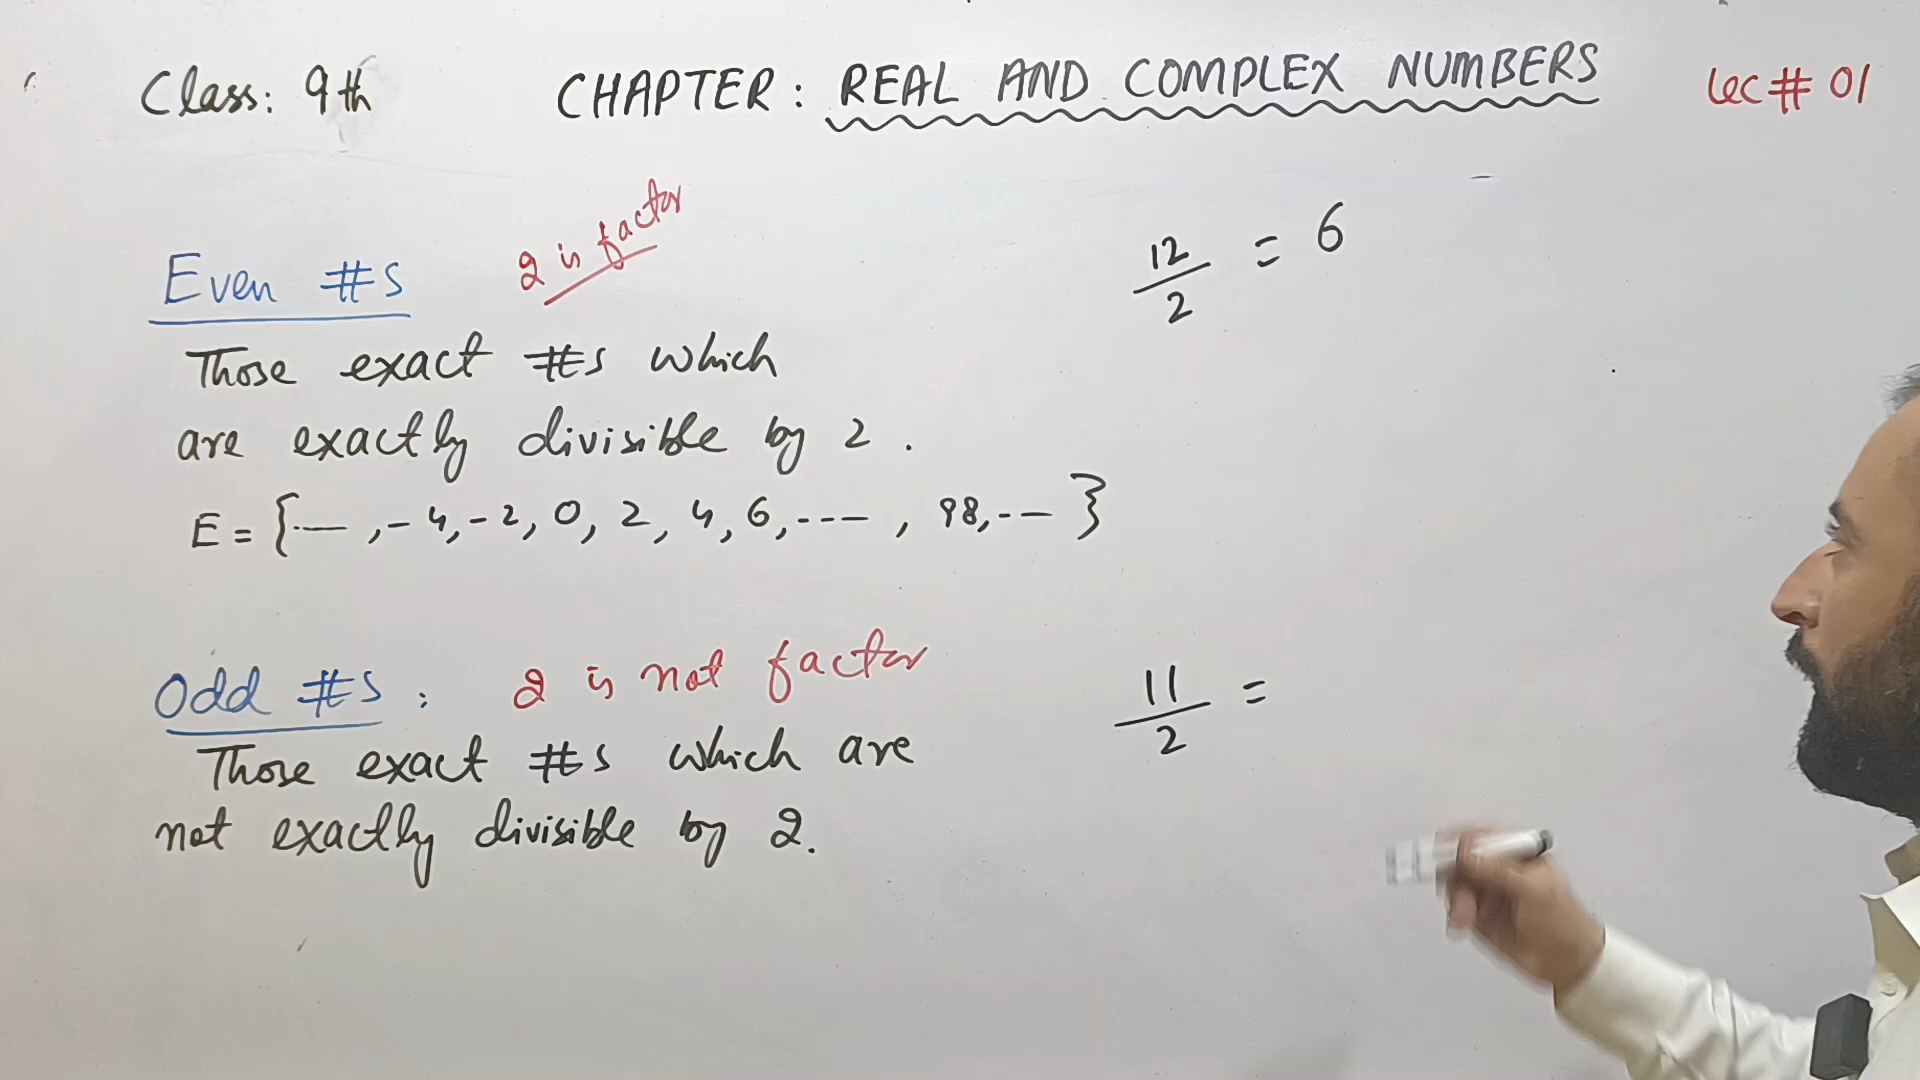 Class: 9th
CHAPTER: REAL AND COMPLEX NUMBERS
Lec # 01
Even #s
2 is factor
Those exact #s which
are exactly divisible by 2.
E = {.— , -4, -2, 0, 2, 4, 6, --- , 98, --- }
12/2 = 6
Odd #s :
2 is not factor
Those exact #s which are
not exactly divisible by 2.
11/2 =